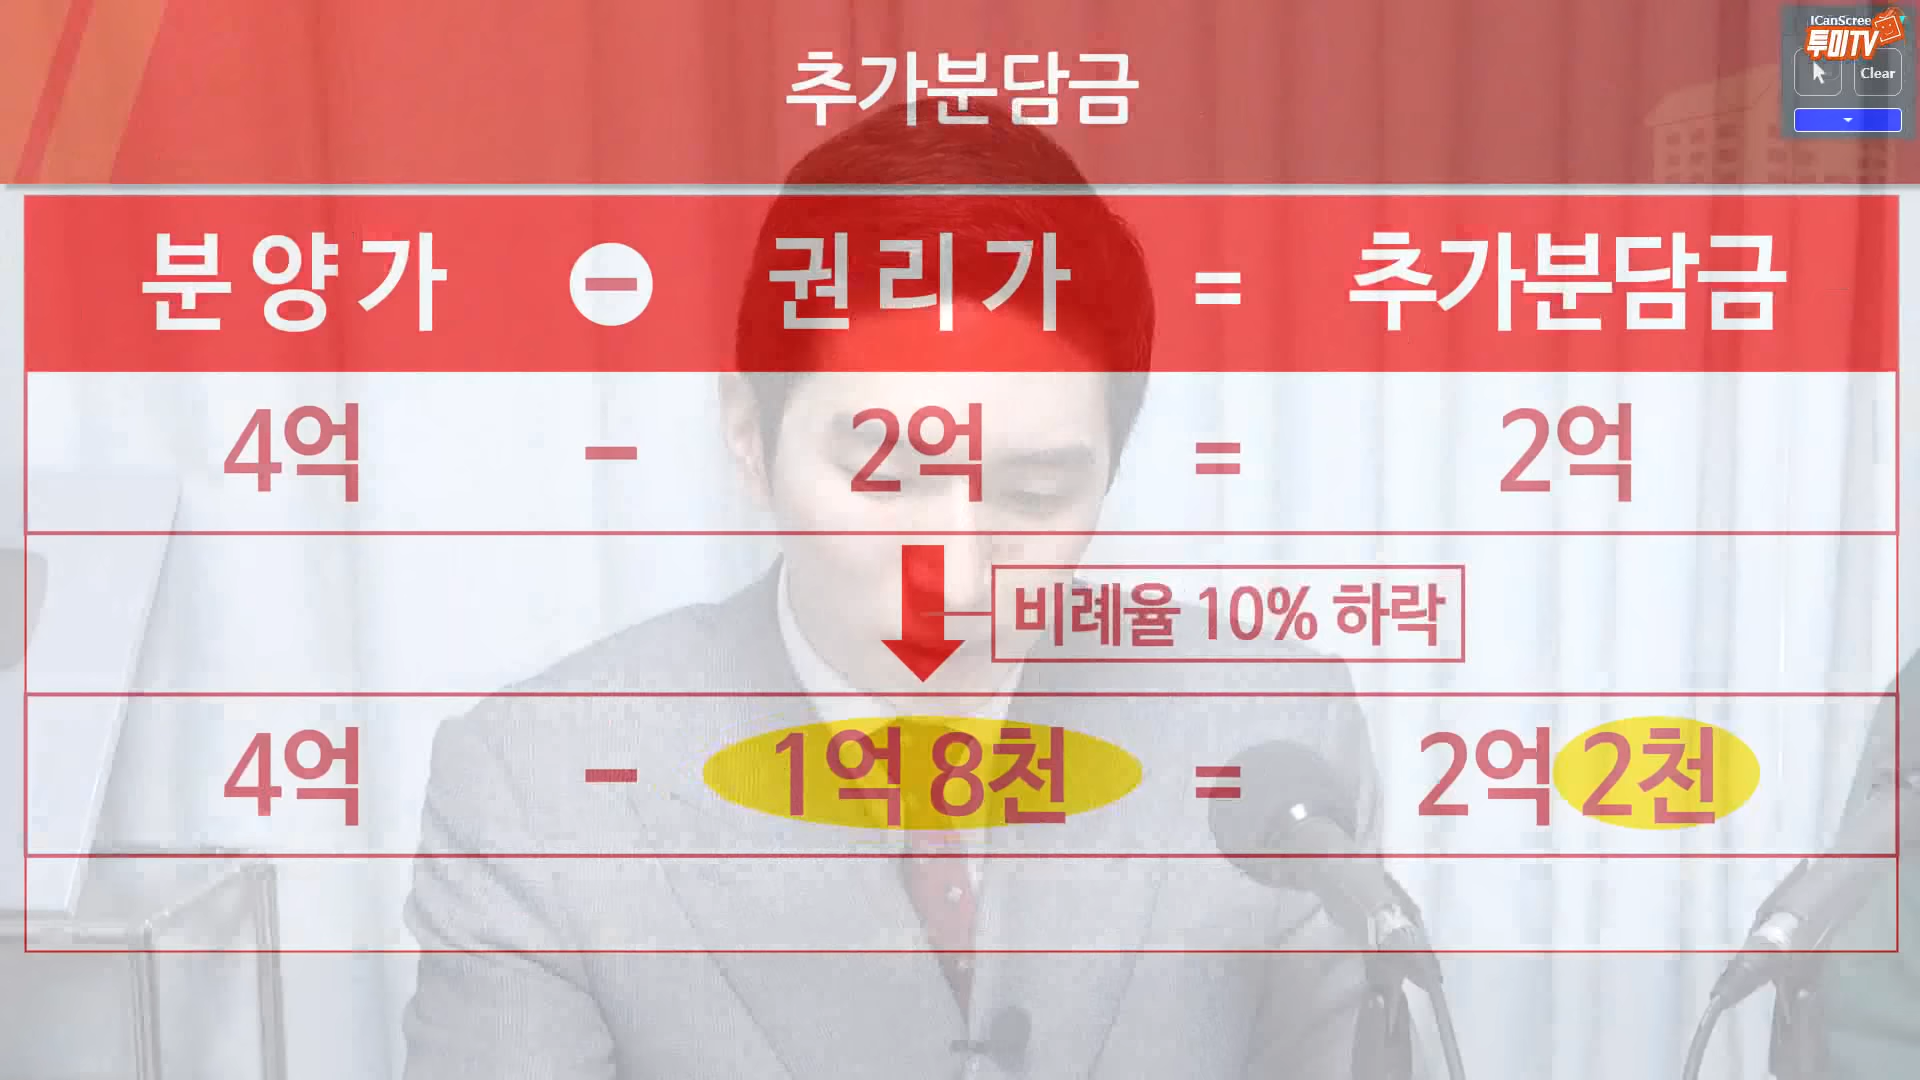 추가분담금
ICanScree
투미TV
Clear
분양가 - 권리가 = 추가분담금
4억 - 2억 = 2억
비례율 10% 하락
4억 - 1억 8천 = 2억 2천